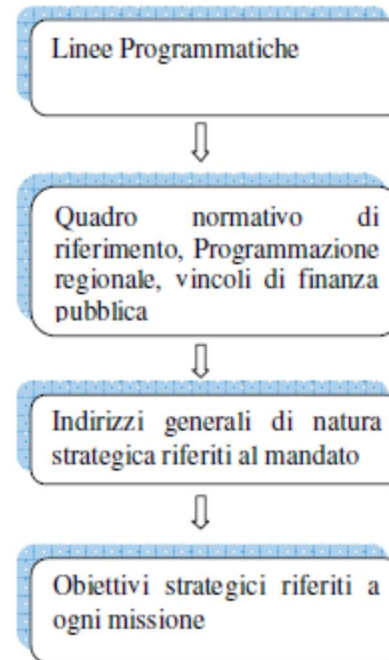 Linee Programmatiche
Quadro normativo di
riferimento, Programmazione
regionale, vincoli di finanza
pubblica
Indirizzi generali di natura
strategica riferiti al mandato
Obiettivi strategici riferiti a
ogni missione